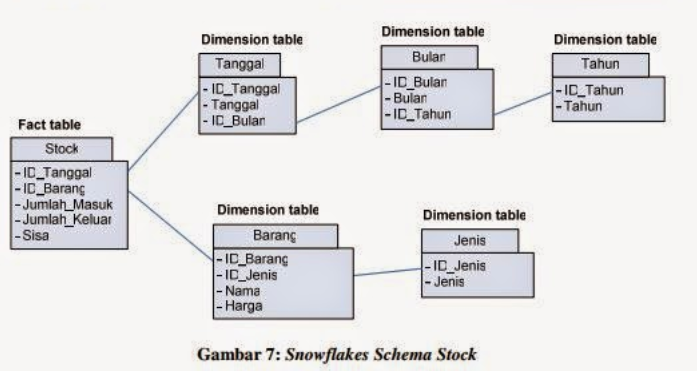 Fact table
Stock
- ID_Tanggal
- ID_Barang
- Jumlah_Masuk
- Jumlah_Keluar
- Sisa
Dimension table
Tanggal
- ID_Tanggal
- Tanggal
- ID_Bulan
Dimension table
Bulan
- ID_Bulan
- Bulan
- ID_Tahun
Dimension table
Tahun
- ID_Tahun
- Tahun
Dimension table
Barang
- ID_Barang
- ID_Jenis
- Nama
- Harga
Dimension table
Jenis
- ID_Jenis
- Jenis
Gambar 7: Snowflakes Schema Stock